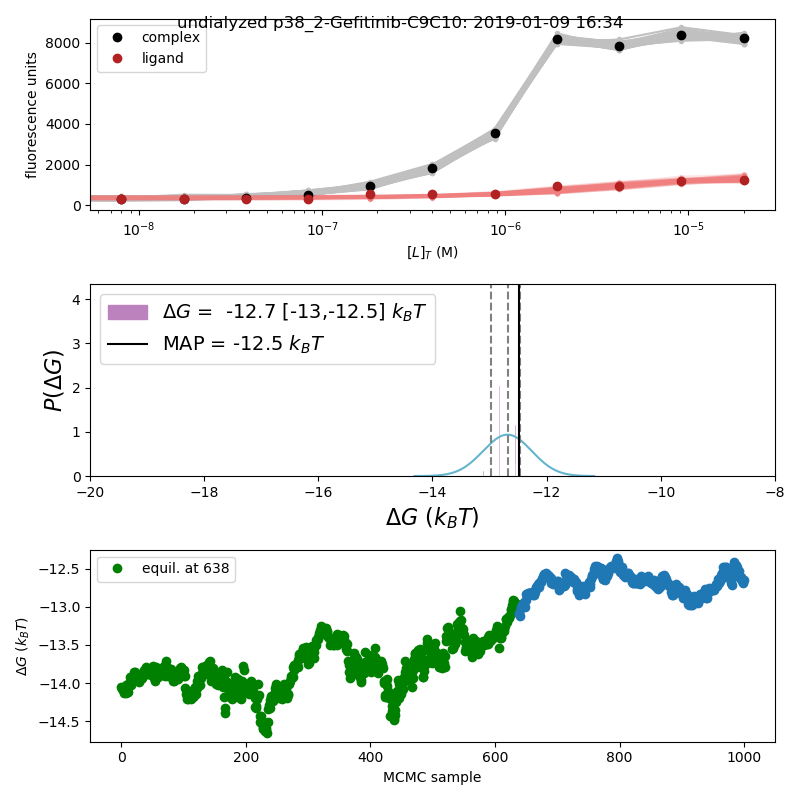 undialyzed p38_2-Gefitinib-C9C10: 2019-01-09 16:34
complex
ligand
fluorescence units
8000
6000
4000
2000
0
10⁻⁸ 10⁻⁷ 10⁻⁶ 10⁻⁵
[L]_T (M)
ΔG = -12.7 [-13,-12.5] k_BT
MAP = -12.5 k_BT
P(ΔG)
4
3
2
1
0
−20 −18 −16 −14 −12 −10 −8
ΔG (k_BT)
equil. at 638
ΔG (k_BT)
−12.5
−13.0
−13.5
−14.0
−14.5
0 200 400 600 800 1000
MCMC sample